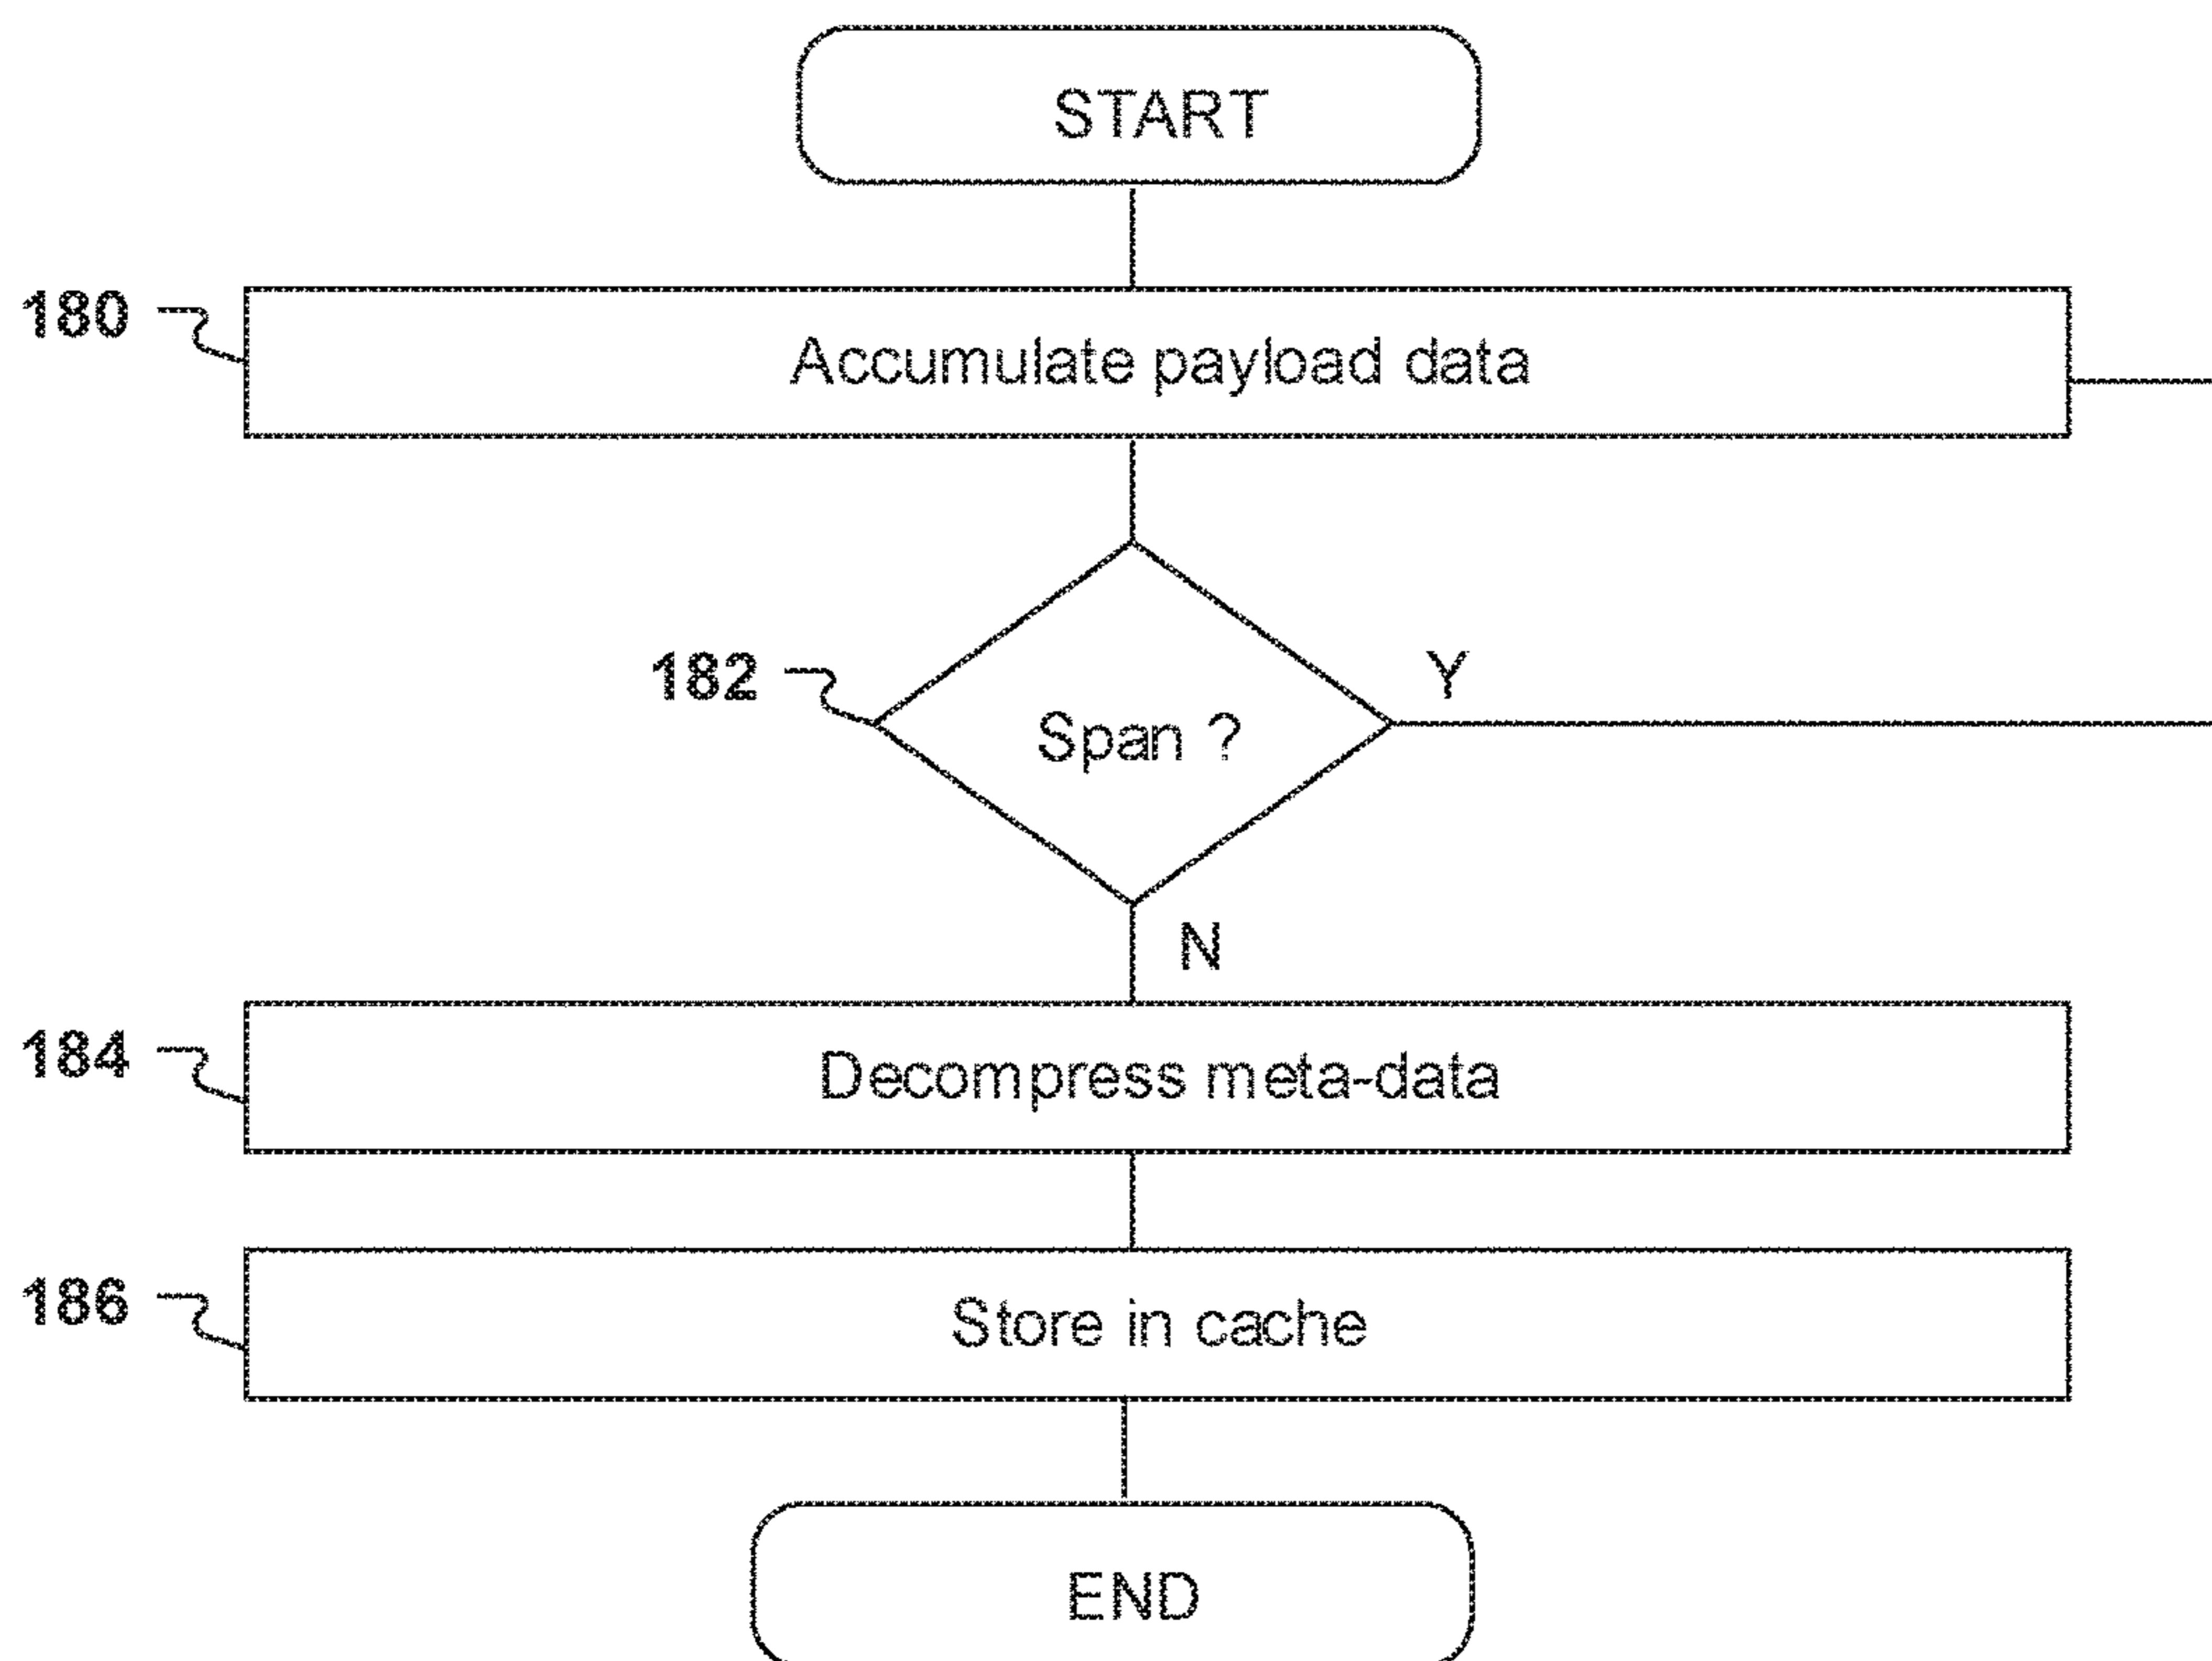 START
180
Accumulate payload data
182
Y
Span ?
N
184
Decompress meta-data
186
Store in cache
END